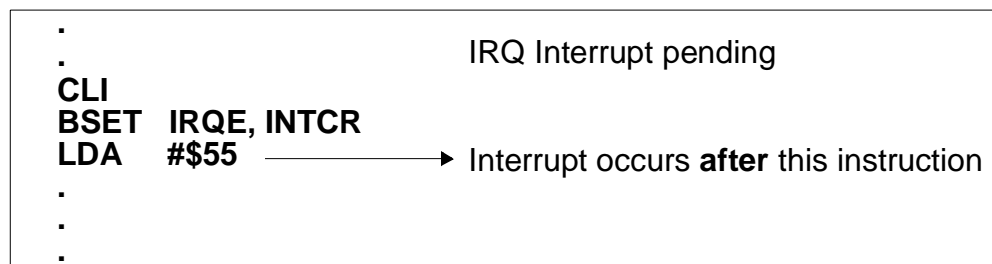 .
.
IRQ Interrupt pending
CLI
BSET IRQE, INTCR
LDA #$55 Interrupt occurs after this instruction
.
.
.